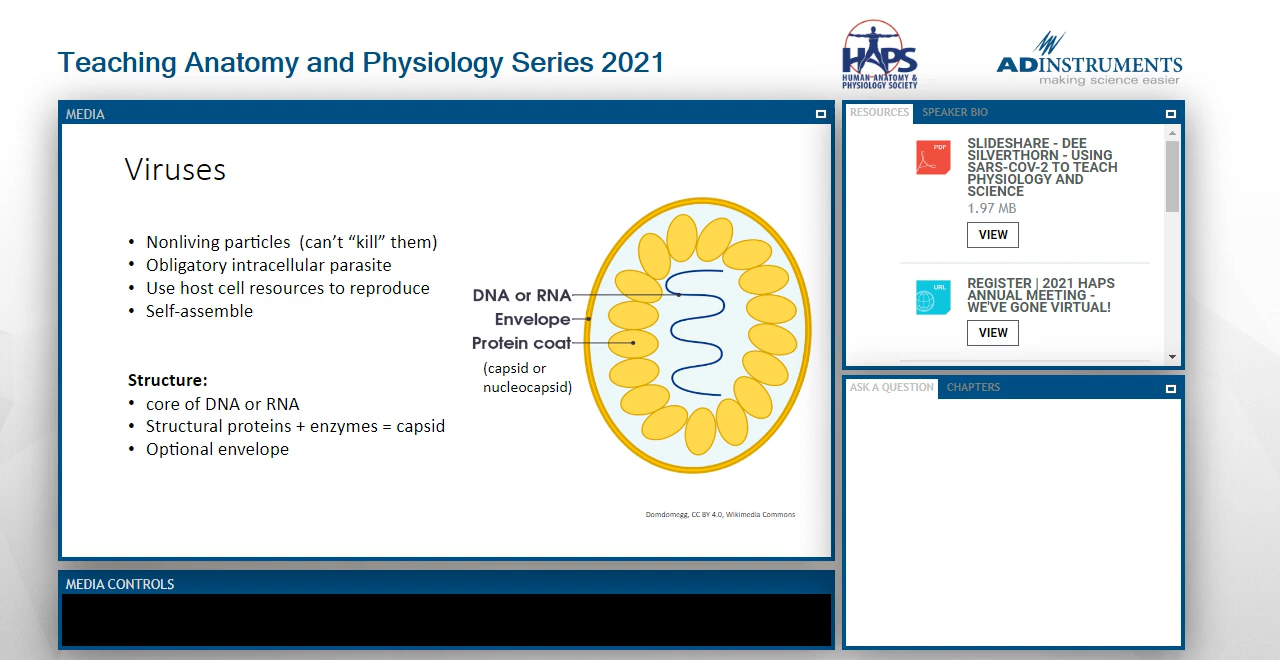 Teaching Anatomy and Physiology Series 2021
HAPS
HUMAN ANATOMY &
PHYSIOLOGY SOCIETY
ADINSTRUMENTS
making science easier
MEDIA
Viruses
• Nonliving particles (can't “kill” them)
• Obligatory intracellular parasite
• Use host cell resources to reproduce
• Self-assemble
Structure:
• core of DNA or RNA
• Structural proteins + enzymes = capsid
• Optional envelope
DNA or RNA
Envelope
Protein coat
(capsid or
nucleocapsid)
Domdomegg, CC BY 4.0, Wikimedia Commons
MEDIA CONTROLS
RESOURCES SPEAKER BIO
PDF
SLIDESHARE - DEE
SILVERTHORN - USING
SARS-COV-2 TO TEACH
PHYSIOLOGY AND
SCIENCE
1.97 MB
VIEW
URL
REGISTER | 2021 HAPS
ANNUAL MEETING -
WE'VE GONE VIRTUAL!
VIEW
ASK A QUESTION CHAPTERS